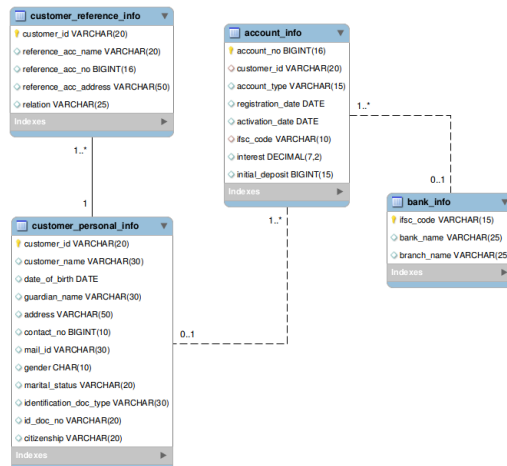 customer_reference_info
customer_id VARCHAR(20)
reference_acc_name VARCHAR(20)
reference_acc_no BIGINT(16)
reference_acc_address VARCHAR(50)
relation VARCHAR(25)
Indexes
1..*
1
customer_personal_info
customer_id VARCHAR(20)
customer_name VARCHAR(30)
date_of_birth DATE
guardian_name VARCHAR(30)
address VARCHAR(50)
contact_no BIGINT(10)
mail_id VARCHAR(30)
gender CHAR(10)
marital_status VARCHAR(20)
identification_doc_type VARCHAR(30)
id_doc_no VARCHAR(20)
citizenship VARCHAR(20)
Indexes
account_info
account_no BIGINT(16)
customer_id VARCHAR(20)
account_type VARCHAR(15)
registration_date DATE
activation_date DATE
ifsc_code VARCHAR(10)
interest DECIMAL(7,2)
initial_deposit BIGINT(15)
Indexes
1..*
0..1
1..*
0..1
bank_info
ifsc_code VARCHAR(15)
bank_name VARCHAR(25)
branch_name VARCHAR(25
Indexes